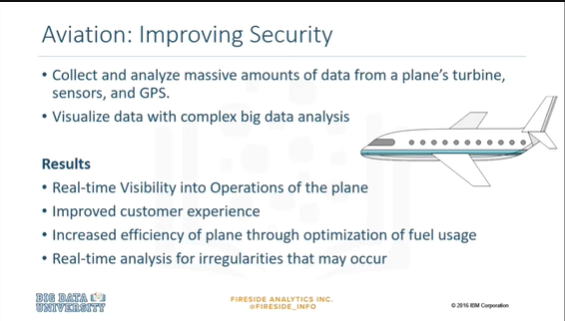 Aviation: Improving Security
• Collect and analyze massive amounts of data from a plane's turbine,
sensors, and GPS.
• Visualize data with complex big data analysis
Results
• Real-time Visibility into Operations of the plane
• Improved customer experience
• Increased efficiency of plane through optimization of fuel usage
• Real-time analysis for irregularities that may occur
BIG DATA
UNIVERSITY
FIRESIDE ANALYTICS INC.
@FIRESIDE_INFO
© 2016 IBM Corporation